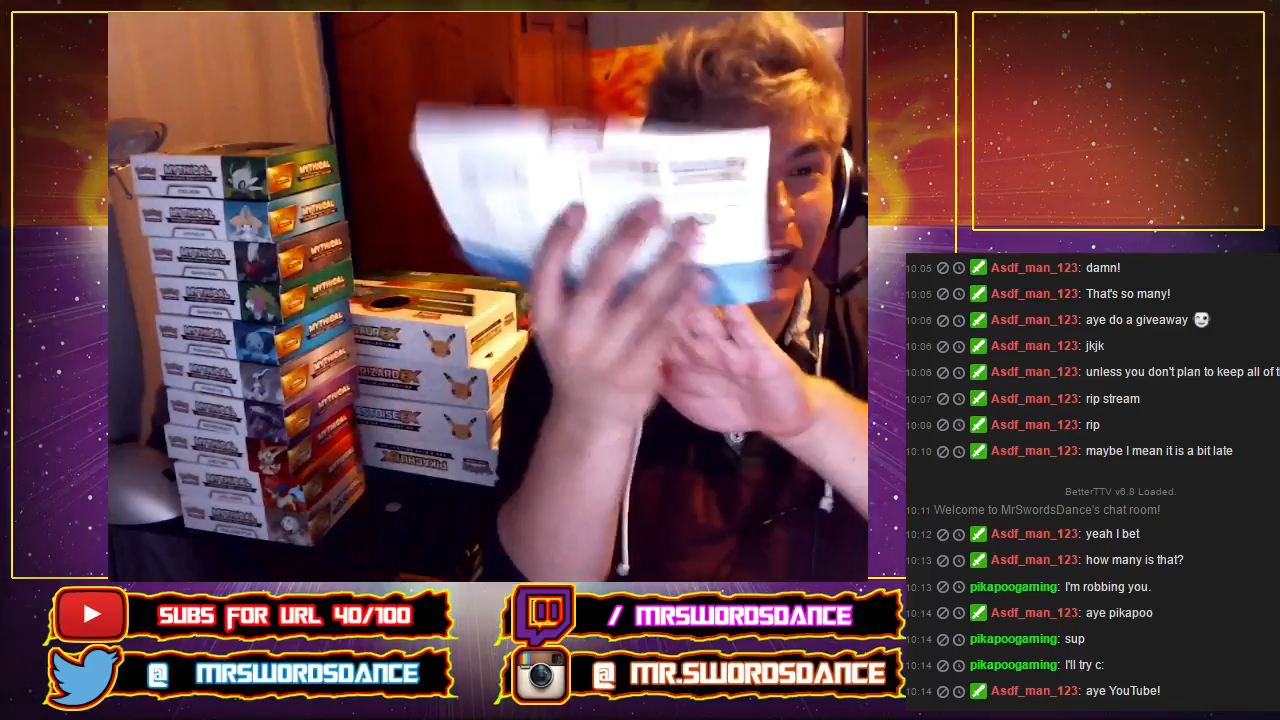 MYTHICAL
MYTHICAL
MYTHICAL
MYTHICAL
MYTHICAL
MYTHICAL
MYTHICAL
MYTHICAL
PIKACHU
10:05 Asdf_man_123: damn!
10:05 Asdf_man_123: That's so many!
10:06 Asdf_man_123: aye do a giveaway
10:06 Asdf_man_123: jkjk
10:06 Asdf_man_123: unless you don't plan to keep all of t
10:07 Asdf_man_123: rip stream
10:09 Asdf_man_123: rip
10:10 Asdf_man_123: maybe I mean it is a bit late
BetterTTV v6.8 Loaded.
10:11 Welcome to MrSwordsDance's chat room!
10:12 Asdf_man_123: yeah I bet
10:13 Asdf_man_123: how many is that?
10:13 pikapoogaming: I'm robbing you.
10:14 Asdf_man_123: aye pikapoo
10:14 pikapoogaming: sup
10:14 pikapoogaming: I'll try c:
10:14 Asdf_man_123: aye YouTube!
SUBS FOR URL 40/100
/ MRSWORDSDANCE
@ MRSWORDSDANCE
@ MR.SWORDSDANCE